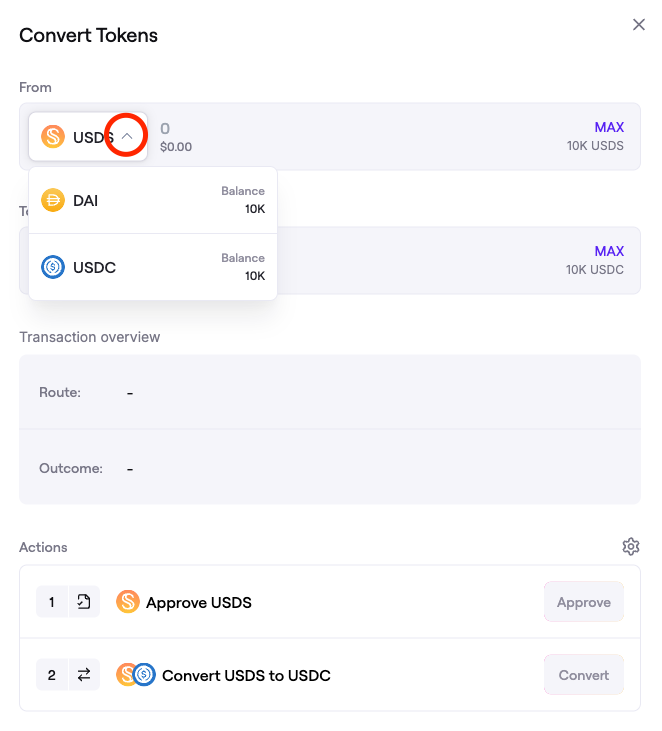 Convert Tokens
From
USDS
0
$0.00
MAX
10K USDS
DAI
Balance
10K
USDC
Balance
10K
MAX
10K USDC
Transaction overview
Route:
-
Outcome:
-
Actions
1
Approve USDS
Approve
2
Convert USDS to USDC
Convert